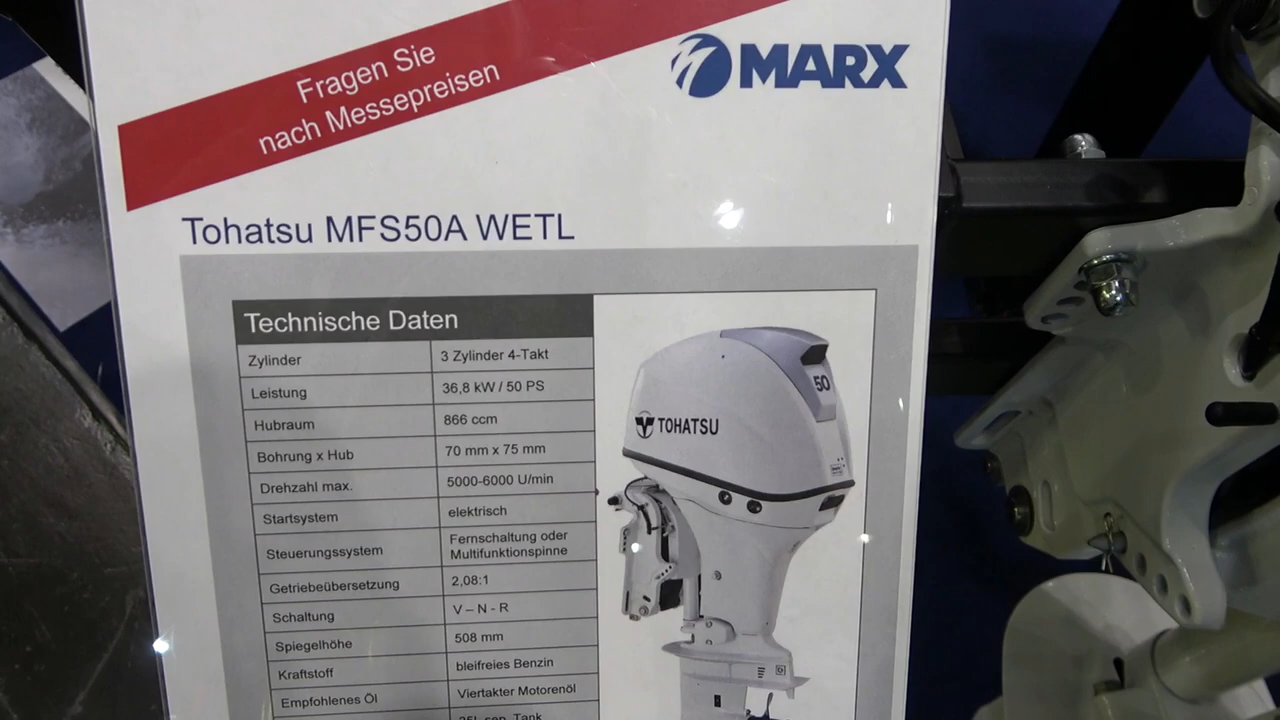 Fragen Sie
nach Messepreisen
MARX
Tohatsu MFS50A WETL
Technische Daten
Zylinder 3 Zylinder 4-Takt
Leistung 36,8 kW / 50 PS
Hubraum 866 ccm
Bohrung x Hub 70 mm x 75 mm
Drehzahl max. 5000-6000 U/min
Startsystem elektrisch
Steuerungssystem Fernschaltung oder
Multifunktionspinne
Getriebeübersetzung 2,08:1
Schaltung V – N - R
Spiegelhöhe 508 mm
Kraftstoff bleifreies Benzin
Empfohlenes Öl Viertakter Motorenöl
25L sep. Tank
50
TOHATSU